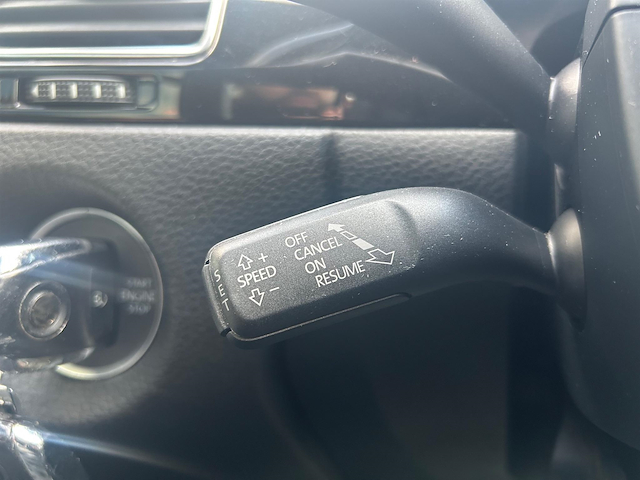 OFF
CANCEL
ON
RESUME
+
SPEED
-
SET
START
ENGINE
STOP